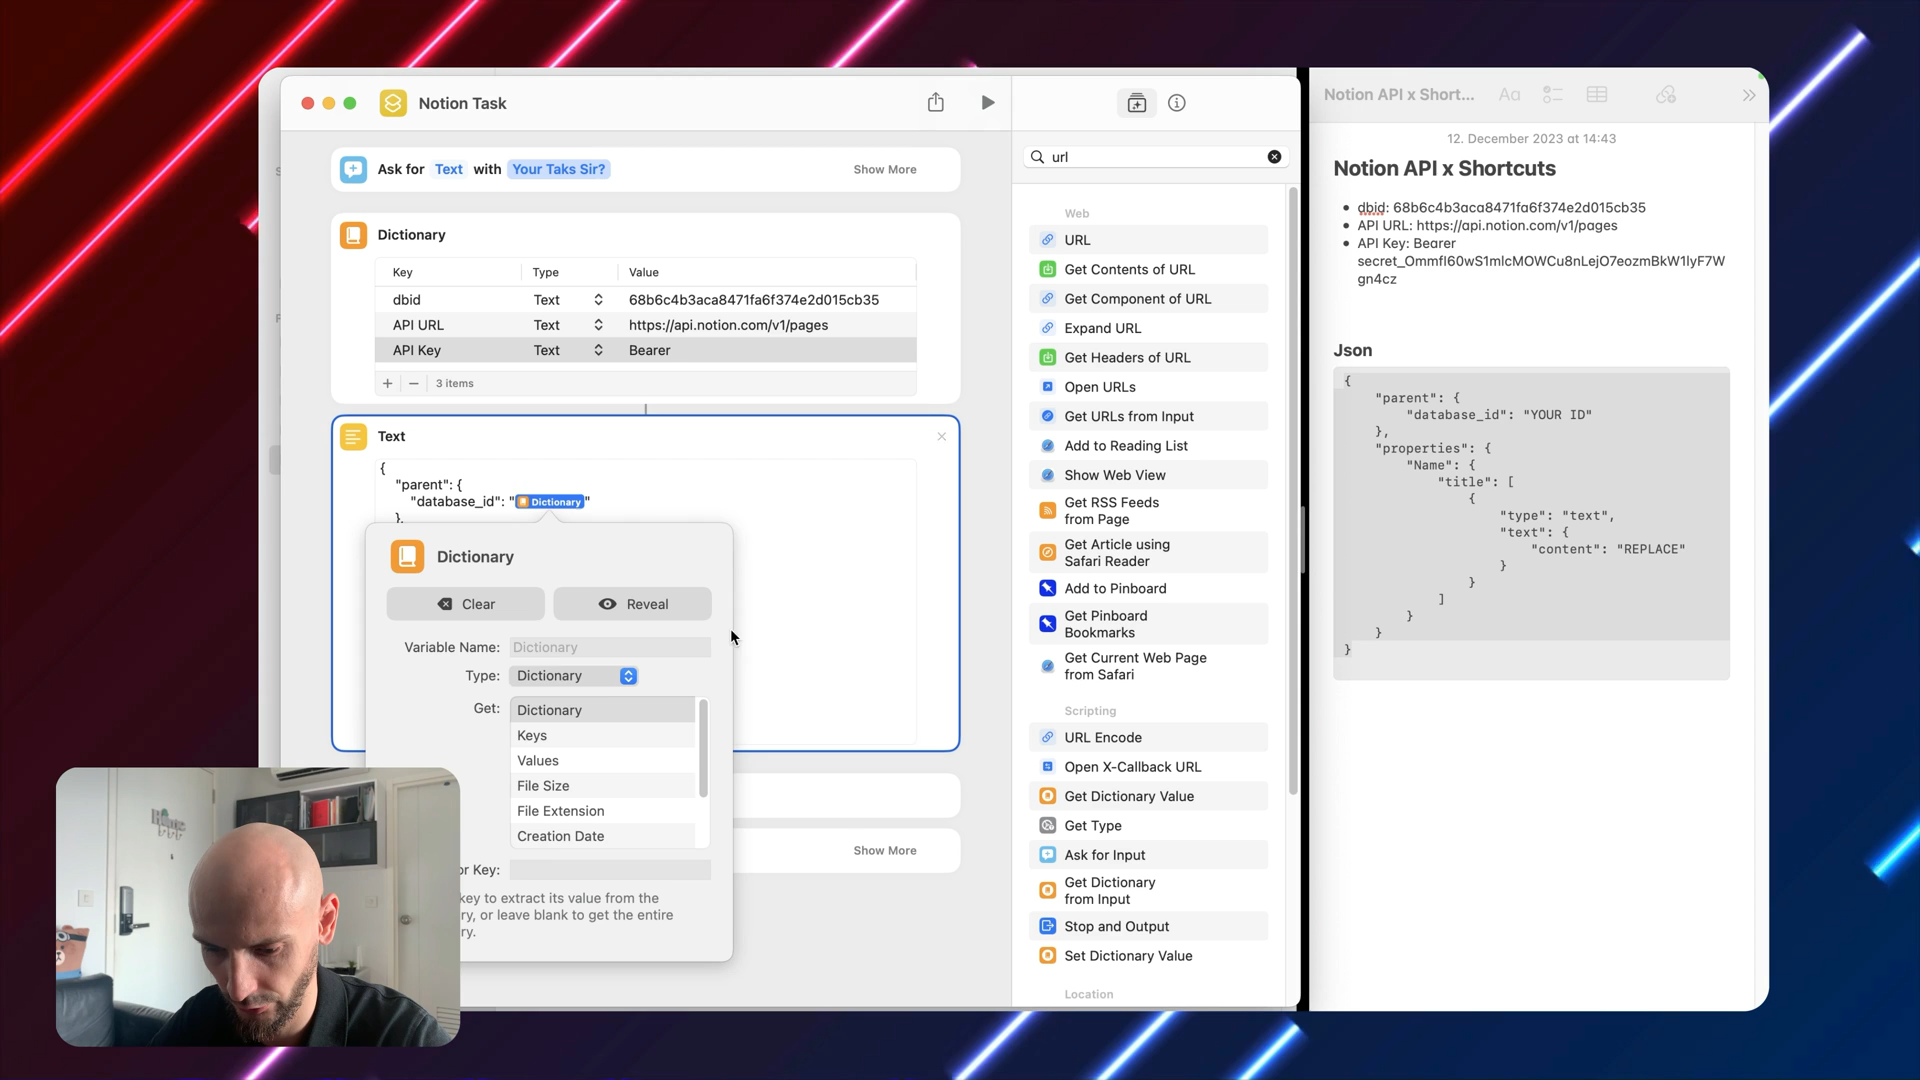 Notion Task
Ask for Text with Your Taks Sir? Show More
Dictionary
Key Type Value
dbid Text 68b6c4b3aca8471fa6f374e2d015cb35
API URL Text https://api.notion.com/v1/pages
API Key Text Bearer
+ − 3 items
Text
{
"parent": {
"database_id": "Dictionary"
},
Dictionary
Clear Reveal
Variable Name: Dictionary
Type: Dictionary
Get: Dictionary
Keys
Values
File Size
File Extension
Creation Date
or Key:
key to extract its value from the
ry, or leave blank to get the entire
ry.
Show More
url
Web
URL
Get Contents of URL
Get Component of URL
Expand URL
Get Headers of URL
Open URLs
Get URLs from Input
Add to Reading List
Show Web View
Get RSS Feeds
from Page
Get Article using
Safari Reader
Add to Pinboard
Get Pinboard
Bookmarks
Get Current Web Page
from Safari
Scripting
URL Encode
Open X-Callback URL
Get Dictionary Value
Get Type
Ask for Input
Get Dictionary
from Input
Stop and Output
Set Dictionary Value
Location
Notion API x Short...
Aa
12. December 2023 at 14:43
Notion API x Shortcuts
• dbid: 68b6c4b3aca8471fa6f374e2d015cb35
• API URL: https://api.notion.com/v1/pages
• API Key: Bearer
secret_OmmfI60wS1mlcMOWCu8nLejO7eozmBkW1IyF7W
gn4cz
Json
{
"parent": {
"database_id": "YOUR ID"
},
"properties": {
"Name": {
"title": [
{
"type": "text",
"text": {
"content": "REPLACE"
}
}
]
}
}
}